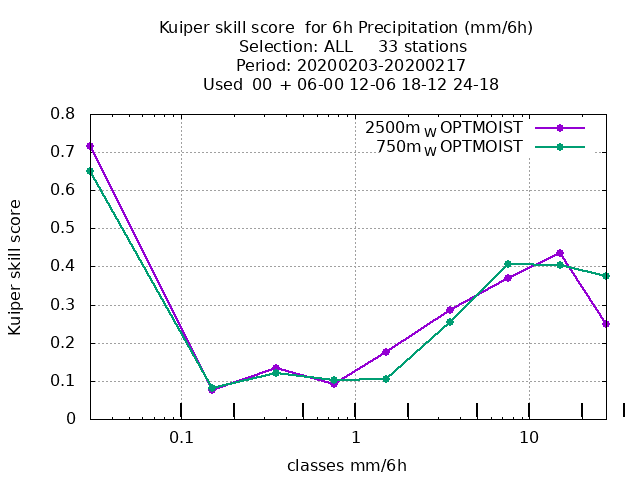 Kuiper skill score  for 6h Precipitation (mm/6h)
Selection: ALL     33 stations
Period: 20200203-20200217
Used  00  + 06-00 12-06 18-12 24-18
2500m W OPTMOIST
750m W OPTMOIST
0.8
0.7
0.6
0.5
0.4
0.3
0.2
0.1
0
Kuiper skill score
0.1
1
10
classes mm/6h